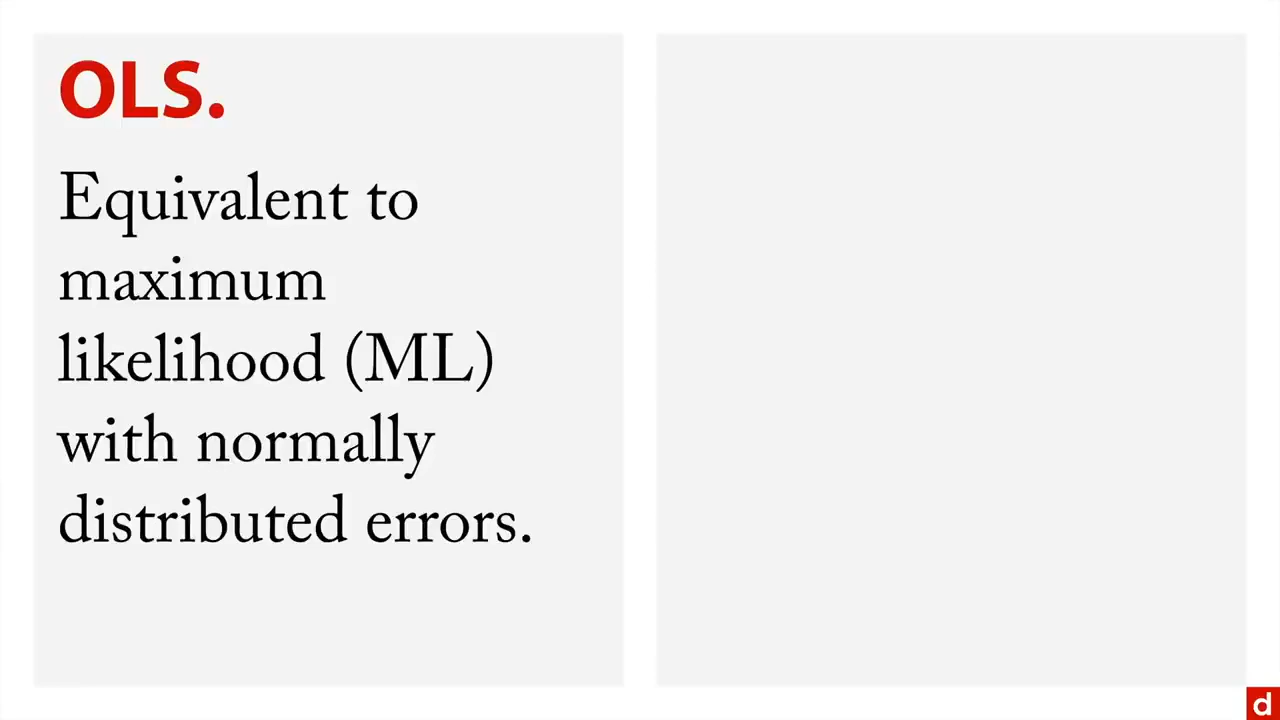 OLS.
Equivalent to
maximum
likelihood (ML)
with normally
distributed errors.
d